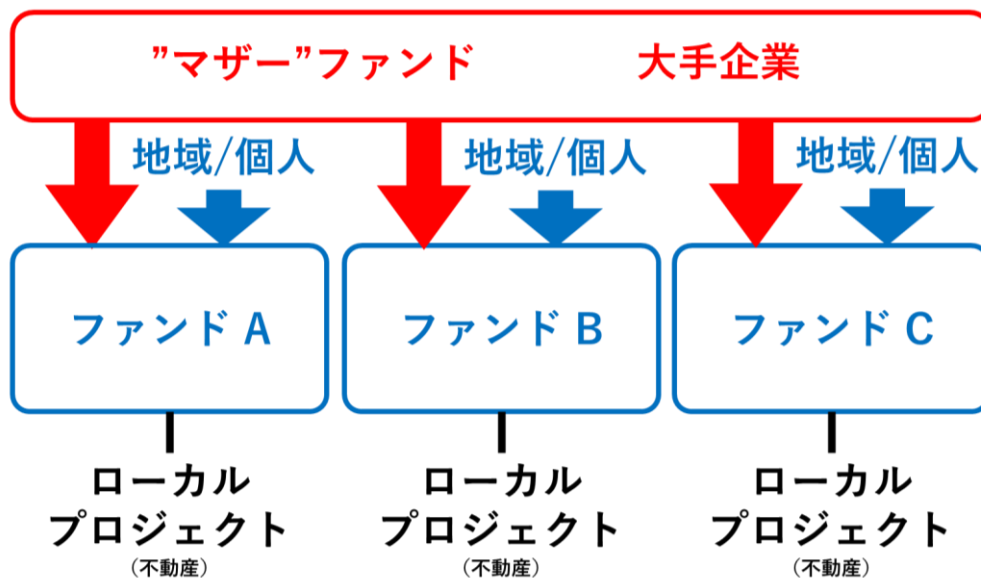 ”マザー”ファンド 大手企業
地域/個人 地域/個人 地域/個人
ファンド A ファンド B ファンド C
ローカル ローカル ローカル
プロジェクト プロジェクト プロジェクト
(不動産) (不動産) (不動産)